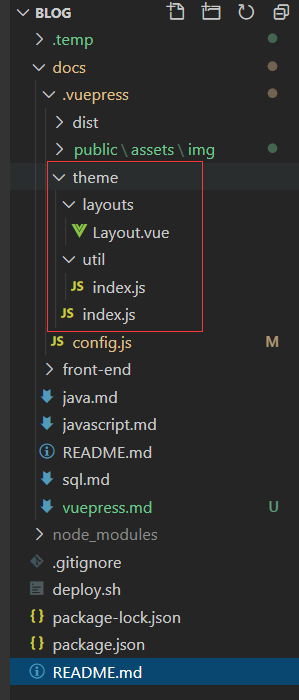 BLOG
.temp
docs
.vuepress
dist
public\assets\img
theme
layouts
Layout.vue
util
JS index.js
JS index.js
JS config.js M
front-end
java.md
javascript.md
README.md
sql.md
vuepress.md U
node_modules
.gitignore
deploy.sh
{} package-lock.json
{} package.json
README.md